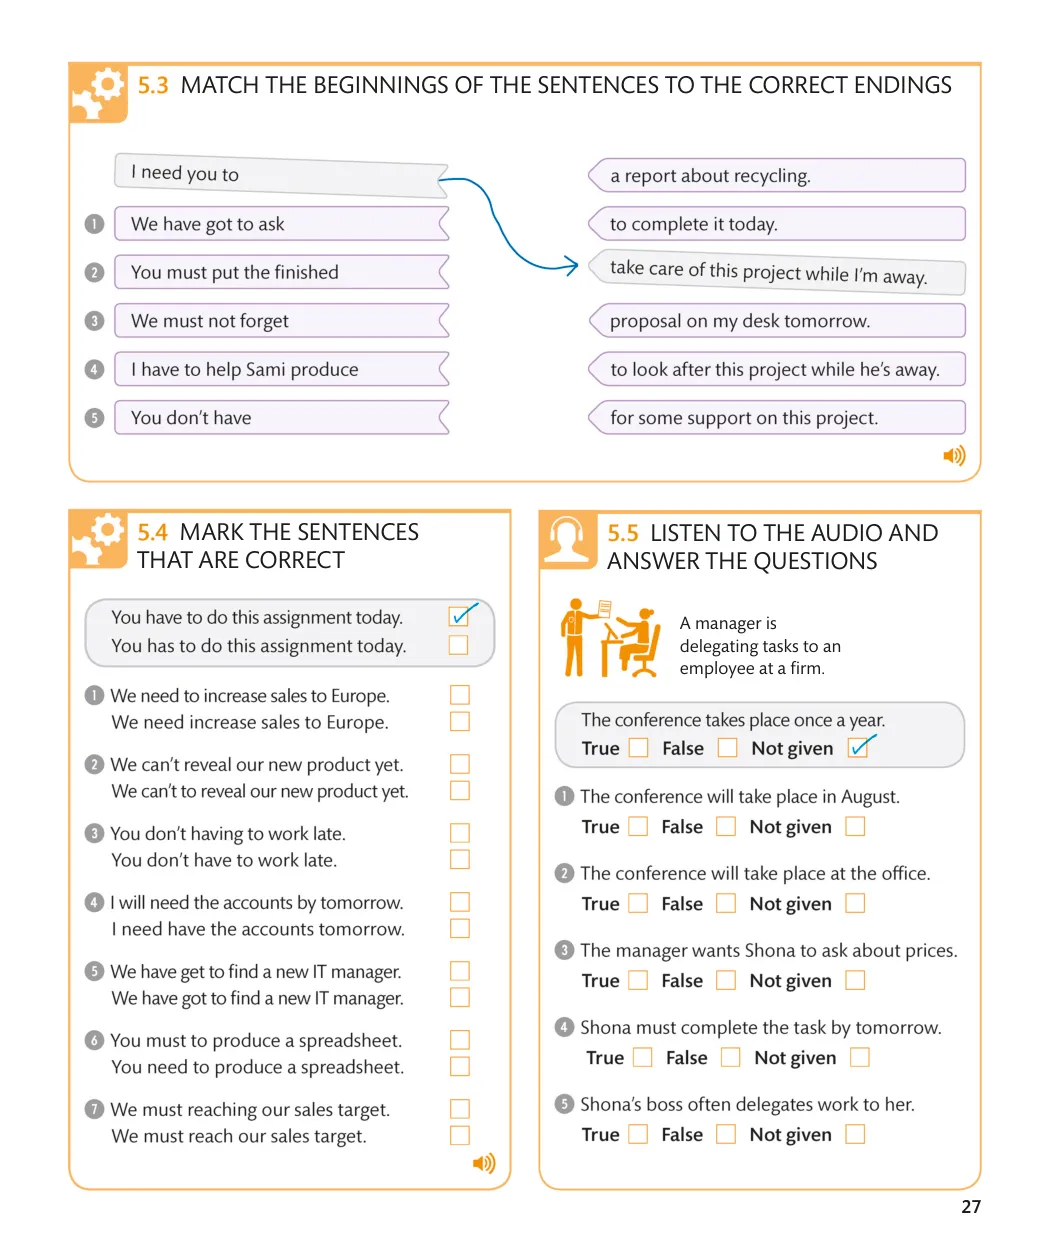 5.3 MATCH THE BEGINNINGS OF THE SENTENCES TO THE CORRECT ENDINGS
I need you to
1 We have got to ask
2 You must put the finished
3 We must not forget
4 I have to help Sami produce
5 You don’t have
a report about recycling.
to complete it today.
take care of this project while I’m away.
proposal on my desk tomorrow.
to look after this project while he’s away.
for some support on this project.
5.4 MARK THE SENTENCES
THAT ARE CORRECT
You have to do this assignment today.
You has to do this assignment today.
1 We need to increase sales to Europe.
We need increase sales to Europe.
2 We can’t reveal our new product yet.
We can’t to reveal our new product yet.
3 You don’t having to work late.
You don’t have to work late.
4 I will need the accounts by tomorrow.
I need have the accounts tomorrow.
5 We have get to find a new IT manager.
We have got to find a new IT manager.
6 You must to produce a spreadsheet.
You need to produce a spreadsheet.
7 We must reaching our sales target.
We must reach our sales target.
5.5 LISTEN TO THE AUDIO AND
ANSWER THE QUESTIONS
A manager is
delegating tasks to an
employee at a firm.
The conference takes place once a year.
True False Not given
1 The conference will take place in August.
True False Not given
2 The conference will take place at the office.
True False Not given
3 The manager wants Shona to ask about prices.
True False Not given
4 Shona must complete the task by tomorrow.
True False Not given
5 Shona’s boss often delegates work to her.
True False Not given
27